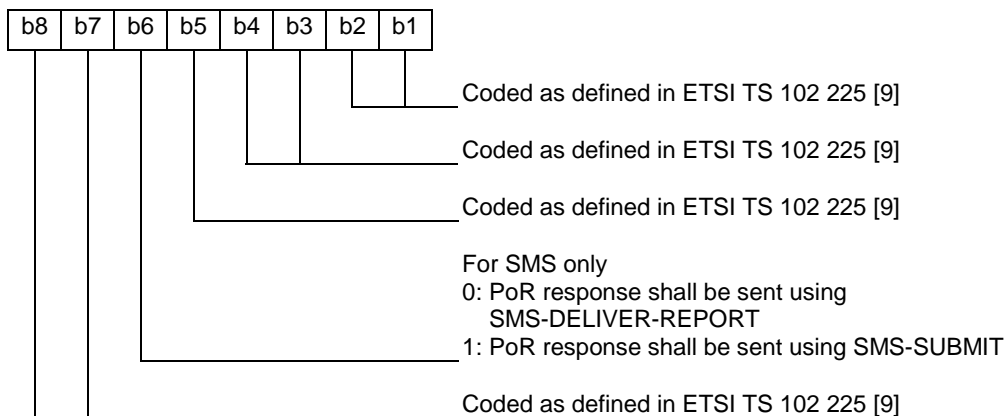 b8 b7 b6 b5 b4 b3 b2 b1
Coded as defined in ETSI TS 102 225 [9]
Coded as defined in ETSI TS 102 225 [9]
Coded as defined in ETSI TS 102 225 [9]
For SMS only
0: PoR response shall be sent using
SMS-DELIVER-REPORT
1: PoR response shall be sent using SMS-SUBMIT
Coded as defined in ETSI TS 102 225 [9]